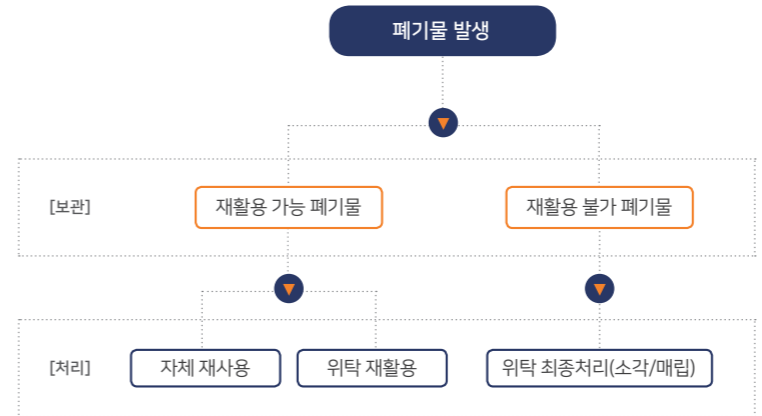 폐기물 발생
[보관]
재활용 가능 폐기물
재활용 불가 폐기물
[처리]
자체 재사용
위탁 재활용
위탁 최종처리(소각/매립)